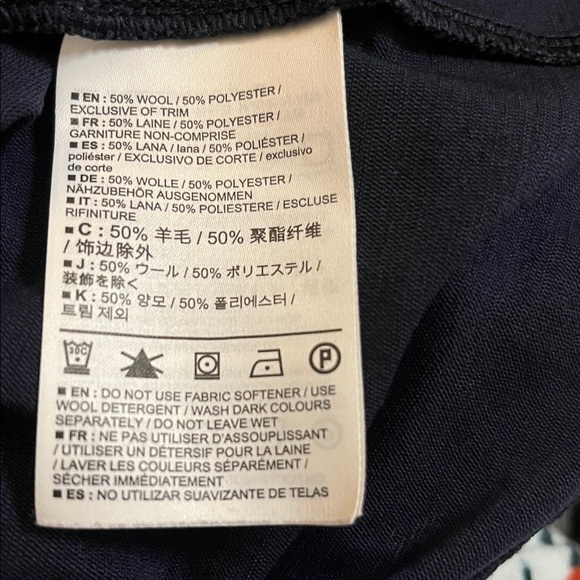 ■ EN : 50% WOOL / 50% POLYESTER /
EXCLUSIVE OF TRIM
■ FR : 50% LAINE / 50% POLYESTER /
GARNITURE NON-COMPRISE
■ ES : 50% LANA / lana / 50% POLIÉSTER /
poliéster / EXCLUSIVO DE CORTE / exclusivo
de corte
■ DE : 50% WOLLE / 50% POLYESTER /
NÄHZUBEHÖR AUSGENOMMEN
■ IT : 50% LANA / 50% POLIESTERE / ESCLUSE
RIFINITURE
■ C : 50% 羊毛 / 50% 聚酯纤维
/ 饰边除外
■ J : 50% ウール / 50% ポリエステル /
装飾を除く
■ K : 50% 양모 / 50% 폴리에스터 /
트림 제외
30C P
■ EN : DO NOT USE FABRIC SOFTENER / USE
WOOL DETERGENT / WASH DARK COLOURS
SEPARATELY / DO NOT LEAVE WET
■ FR : NE PAS UTILISER D'ASSOUPLISSANT
/ UTILISER UN DÉTERSIF POUR LA LAINE
/ LAVER LES COULEURS SÉPARÉMENT /
SÉCHER IMMÉDIATEMENT
■ ES : NO UTILIZAR SUAVIZANTE DE TELAS